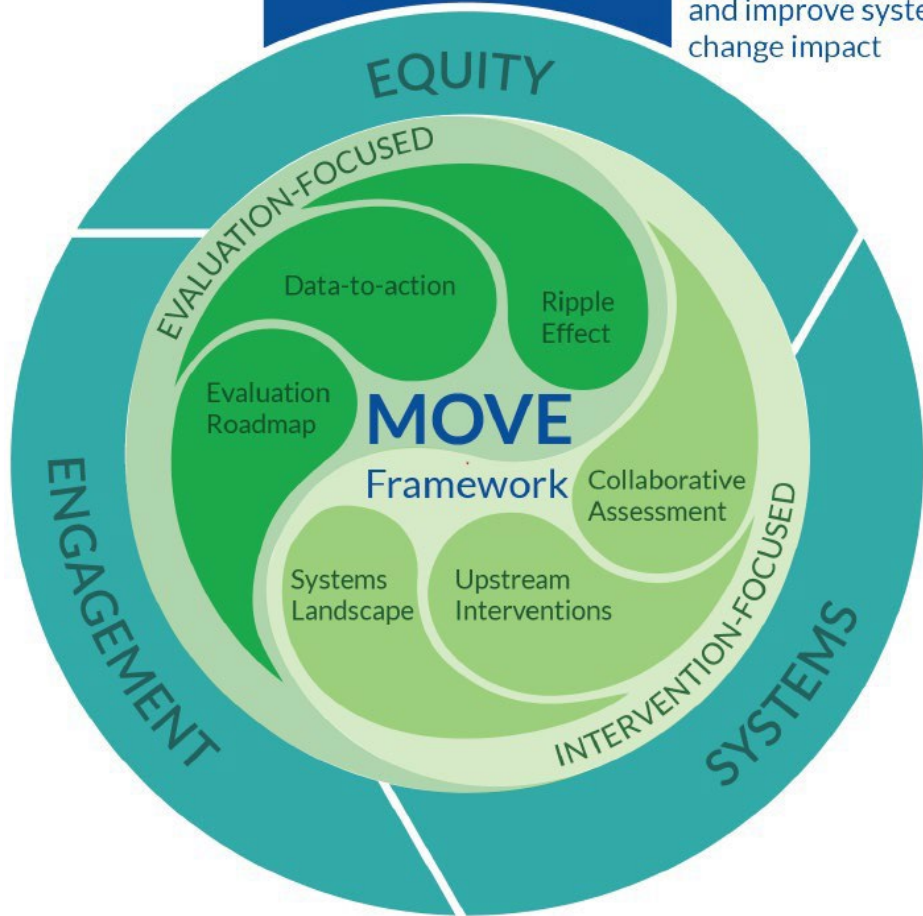 and improve syste
change impact
EQUITY
EVALUATION-FOCUSED
Data-to-action
Ripple
Effect
Evaluation
Roadmap
MOVE
Framework
Collaborative
Assessment
Systems
Landscape
Upstream
Interventions
INTERVENTION-FOCUSED
ENGAGEMENT
SYSTEMS